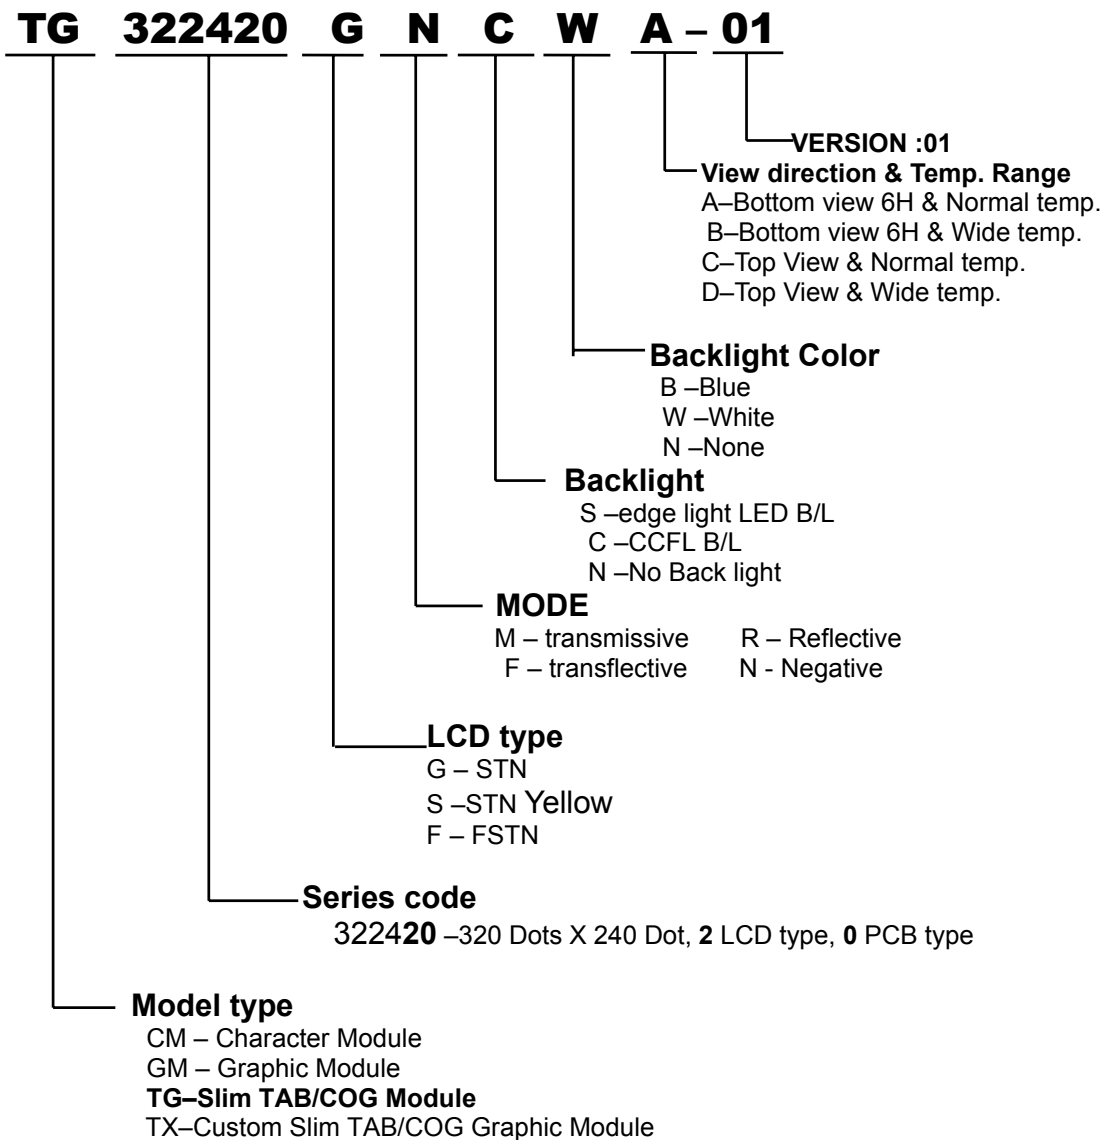 TG 322420 G N C W A – 01
VERSION :01
View direction & Temp. Range
A–Bottom view 6H & Normal temp.
B–Bottom view 6H & Wide temp.
C–Top View & Normal temp.
D–Top View & Wide temp.
Backlight Color
B –Blue
W –White
N –None
Backlight
S –edge light LED B/L
C –CCFL B/L
N –No Back light
MODE
M – transmissive R – Reflective
F – transflective N - Negative
LCD type
G – STN
S –STN Yellow
F – FSTN
Series code
322420 –320 Dots X 240 Dot, 2 LCD type, 0 PCB type
Model type
CM – Character Module
GM – Graphic Module
TG–Slim TAB/COG Module
TX–Custom Slim TAB/COG Graphic Module